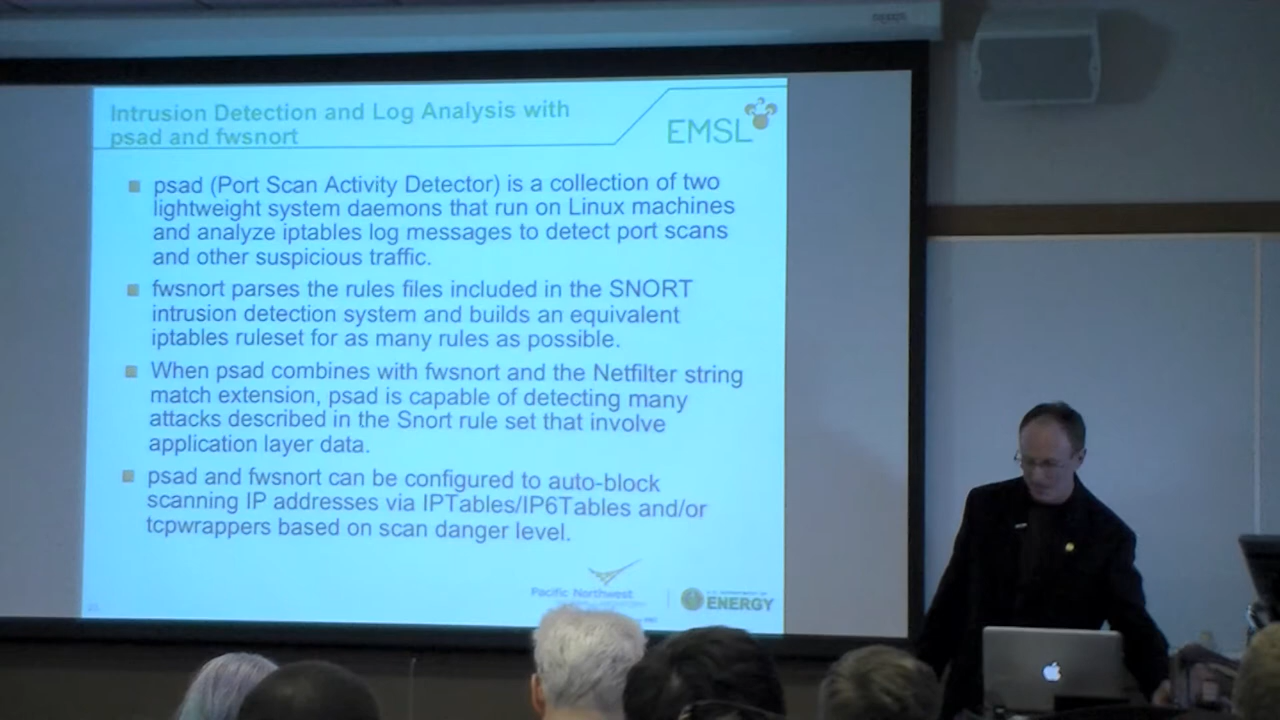 Intrusion Detection and Log Analysis with
psad and fwsnort
EMSL
psad (Port Scan Activity Detector) is a collection of two
lightweight system daemons that run on Linux machines
and analyze iptables log messages to detect port scans
and other suspicious traffic.
fwsnort parses the rules files included in the SNORT
intrusion detection system and builds an equivalent
iptables ruleset for as many rules as possible.
When psad combines with fwsnort and the Netfilter string
match extension, psad is capable of detecting many
attacks described in the Snort rule set that involve
application layer data.
psad and fwsnort can be configured to auto-block
scanning IP addresses via IPTables/IP6Tables and/or
tcpwrappers based on scan danger level.
Pacific Northwest
ENERGY